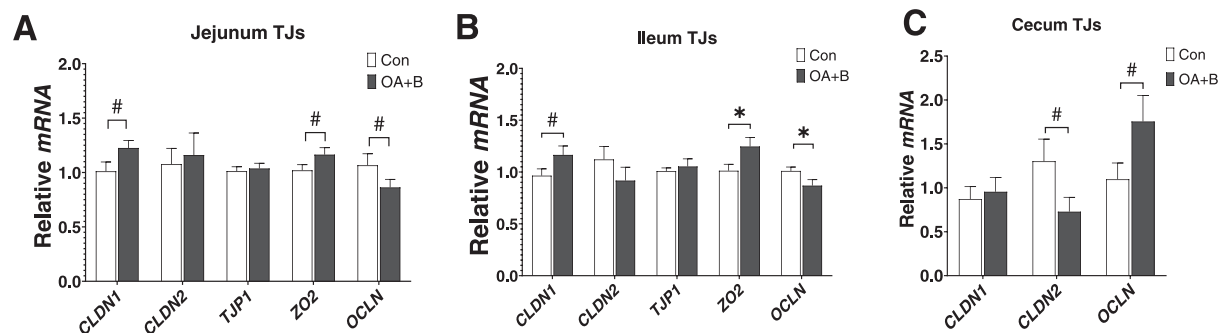 A
Jejunum TJs
Con
OA+B
Relative mRNA
2.0
1.5
1.0
0.5
0.0
#
#
#
CLDN1
CLDN2
TJP1
ZO2
OCLN
B
Ileum TJs
Con
OA+B
Relative mRNA
2.0
1.5
1.0
0.5
0.0
#
*
*
CLDN1
CLDN2
TJP1
ZO2
OCLN
C
Cecum TJs
Con
OA+B
Relative mRNA
2.5
2.0
1.5
1.0
0.5
0.0
#
#
CLDN1
CLDN2
OCLN